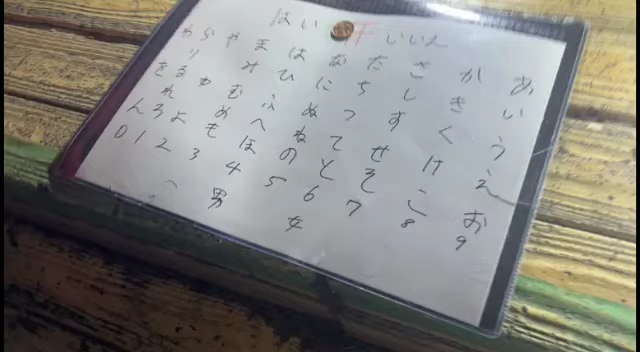 はい いいえ
あいうえお
かきくけこ
さしすせそ
たちつてと
なにぬねの
はひふへほ
まみむめも
やゆよ
らりるれろ
わをん
0 1 2 3 4 5 6 7 8 9
男 女